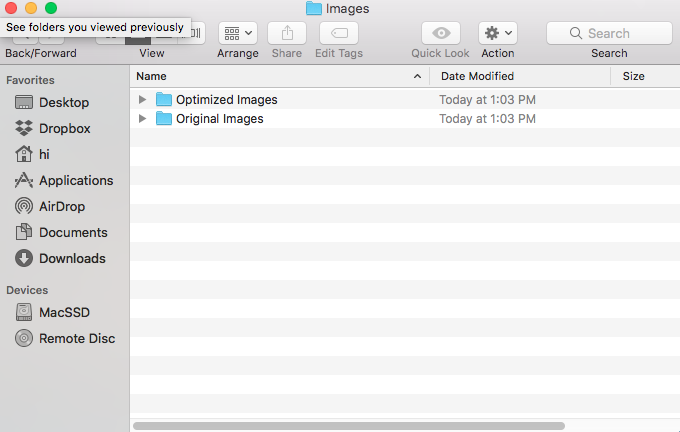 Images
See folders you viewed previously
Back/Forward View Arrange Share Edit Tags Quick Look Action Search
Search
Favorites
Desktop
Dropbox
hi
Applications
AirDrop
Documents
Downloads
Devices
MacSSD
Remote Disc
Name Date Modified Size
Optimized Images Today at 1:03 PM
Original Images Today at 1:03 PM